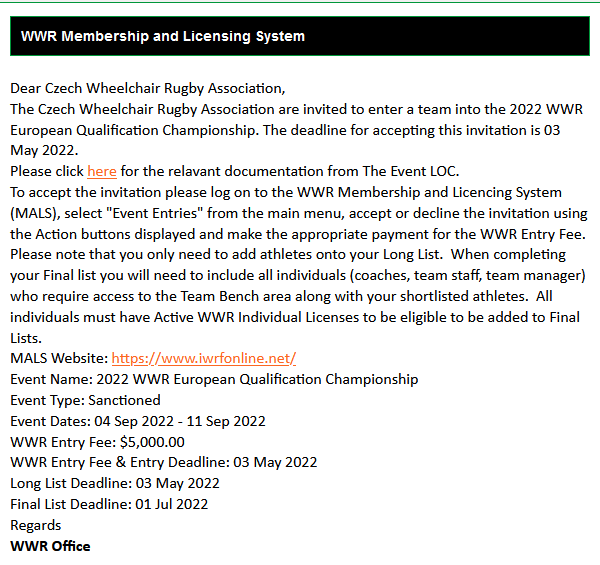 WWR Membership and Licensing System
Dear Czech Wheelchair Rugby Association,
The Czech Wheelchair Rugby Association are invited to enter a team into the 2022 WWR
European Qualification Championship. The deadline for accepting this invitation is 03
May 2022.
Please click here for the relavant documentation from The Event LOC.
To accept the invitation please log on to the WWR Membership and Licencing System
(MALS), select "Event Entries" from the main menu, accept or decline the invitation using
the Action buttons displayed and make the appropriate payment for the WWR Entry Fee.
Please note that you only need to add athletes onto your Long List.  When completing
your Final list you will need to include all individuals (coaches, team staff, team manager)
who require access to the Team Bench area along with your shortlisted athletes.  All
individuals must have Active WWR Individual Licenses to be eligible to be added to Final
Lists.
MALS Website: https://www.iwrfonline.net/
Event Name: 2022 WWR European Qualification Championship
Event Type: Sanctioned
Event Dates: 04 Sep 2022 - 11 Sep 2022
WWR Entry Fee: $5,000.00
WWR Entry Fee & Entry Deadline: 03 May 2022
Long List Deadline: 03 May 2022
Final List Deadline: 01 Jul 2022
Regards
WWR Office